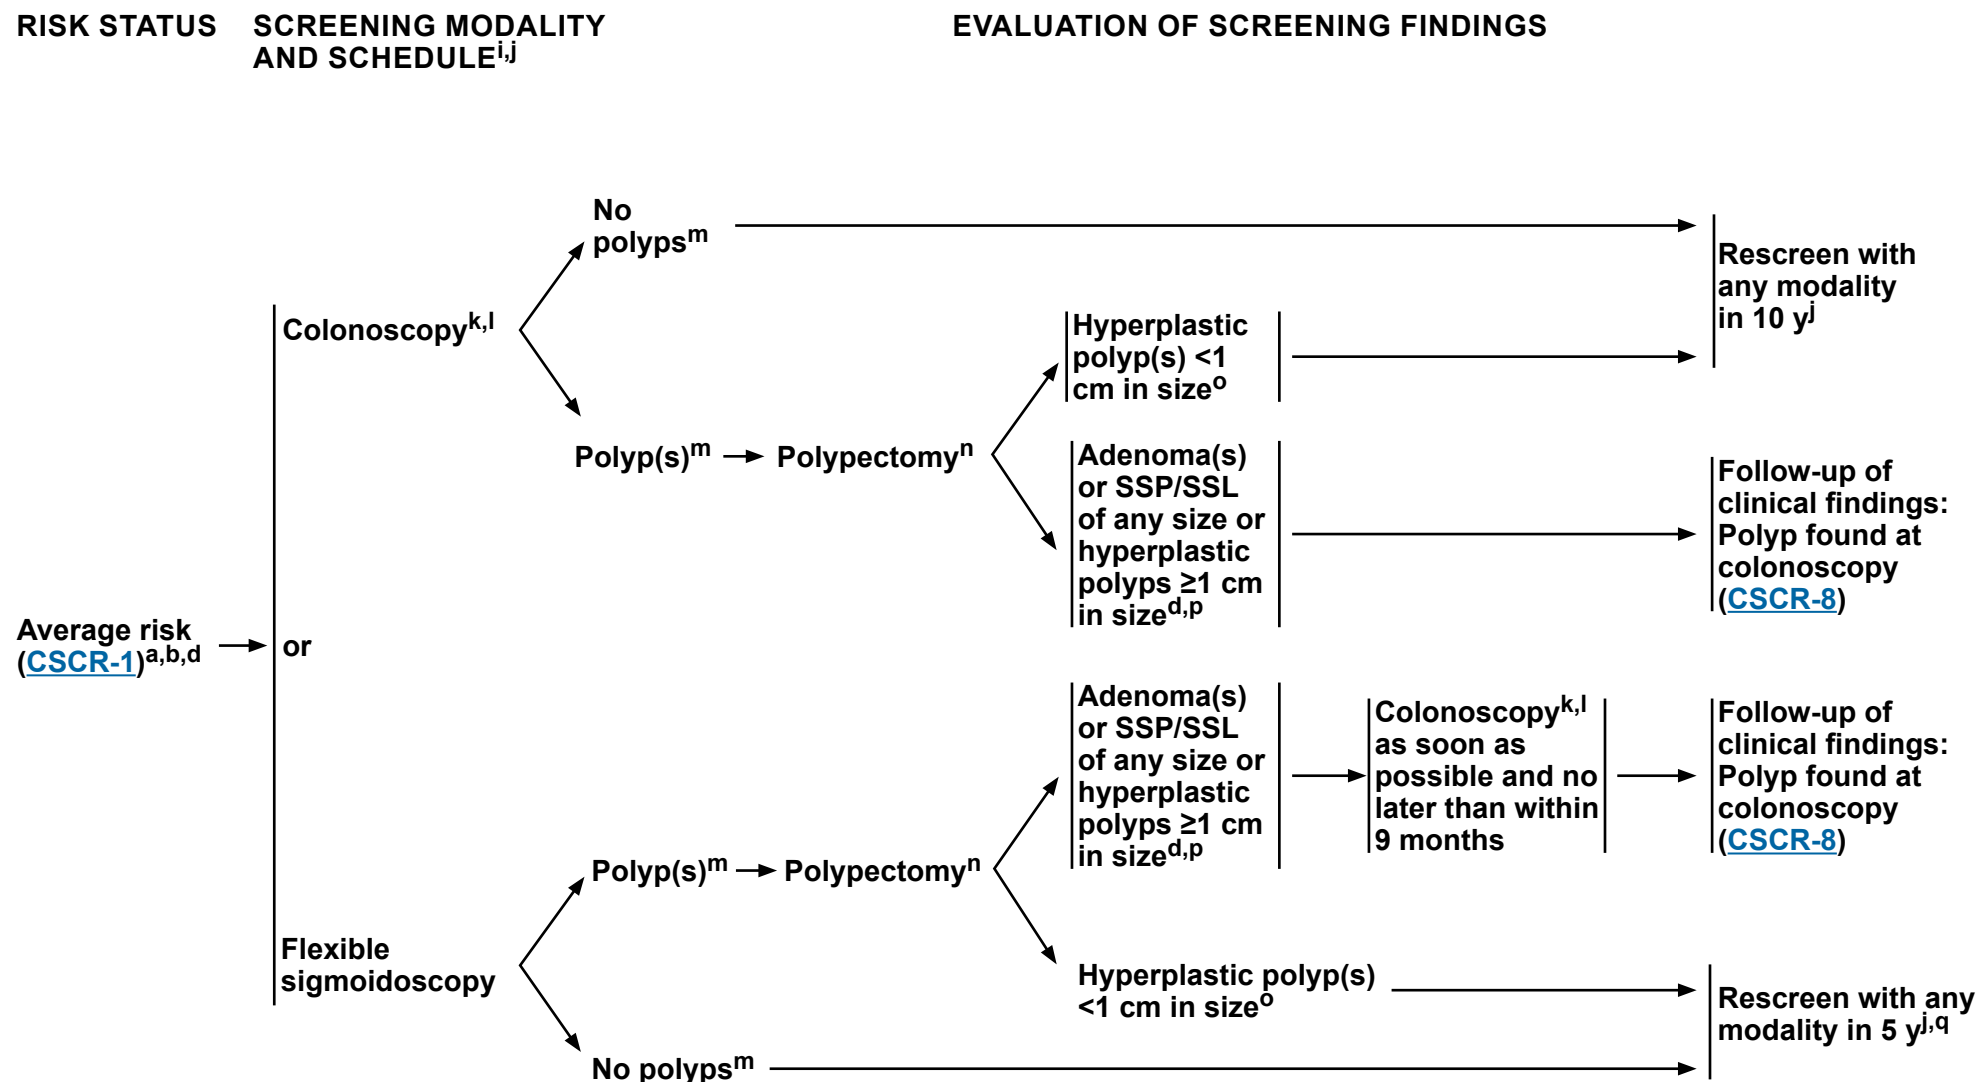 RISK STATUS
SCREENING MODALITY
AND SCHEDULEi,j
EVALUATION OF SCREENING FINDINGS
No
polypsm
Rescreen with
any modality
in 10 yj
Colonoscopyk,l
Hyperplastic
polyp(s) <1
cm in sizeo
Polyp(s)m
Polypectomyn
Adenoma(s)
or SSP/SSL
of any size or
hyperplastic
polyps ≥1 cm
in sized,p
Follow-up of
clinical findings:
Polyp found at
colonoscopy
(CSCR-8)
Average risk
(CSCR-1)a,b,d
or
Adenoma(s)
or SSP/SSL
of any size or
hyperplastic
polyps ≥1 cm
in sized,p
Colonoscopyk,l
as soon as
possible and no
later than within
9 months
Follow-up of
clinical findings:
Polyp found at
colonoscopy
(CSCR-8)
Polyp(s)m
Polypectomyn
Flexible
sigmoidoscopy
Hyperplastic polyp(s)
<1 cm in sizeo
Rescreen with any
modality in 5 yj,q
No polypsm